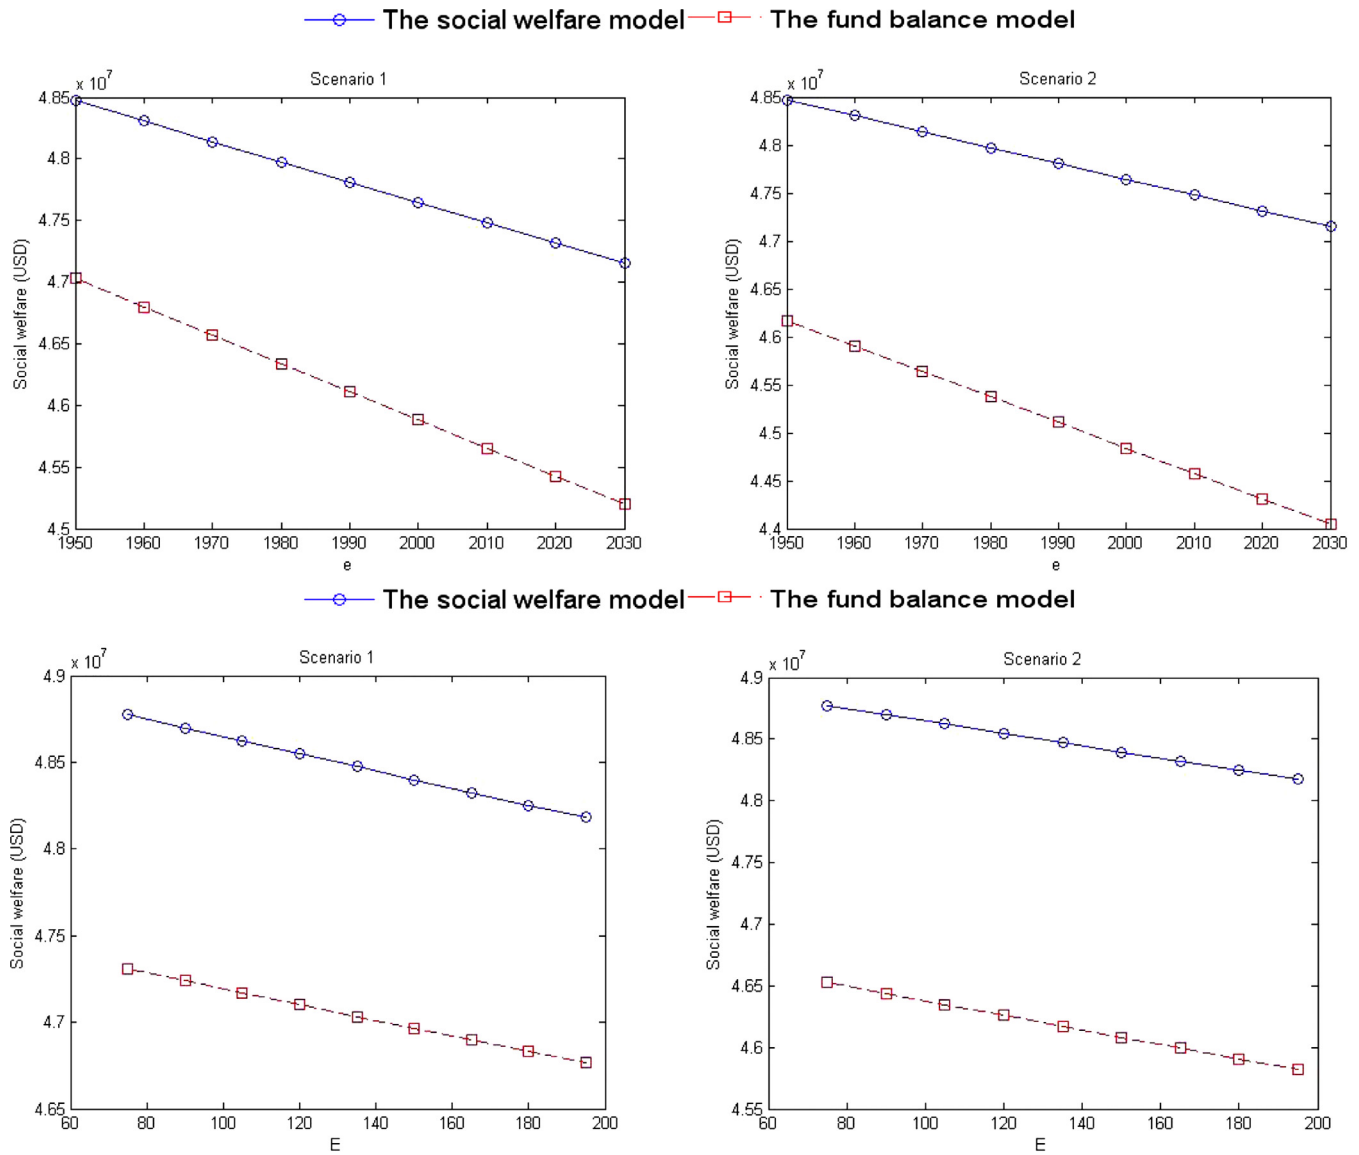 The social welfare model The fund balance model
Scenario 1
x 10^7
4.85
4.8
4.75
4.7
4.65
4.6
4.55
4.5
Social welfare (USD)
1950 1960 1970 1980 1990 2000 2010 2020 2030
e
Scenario 2
x 10^7
4.85
4.8
4.75
4.7
4.65
4.6
4.55
4.5
4.45
4.4
Social welfare (USD)
1950 1960 1970 1980 1990 2000 2010 2020 2030
e
The social welfare model The fund balance model
Scenario 1
x 10^7
4.9
4.85
4.8
4.75
4.7
4.65
Social welfare (USD)
60 80 100 120 140 160 180 200
E
Scenario 2
x 10^7
4.9
4.85
4.8
4.75
4.7
4.65
4.6
4.55
Social welfare (USD)
60 80 100 120 140 160 180 200
E